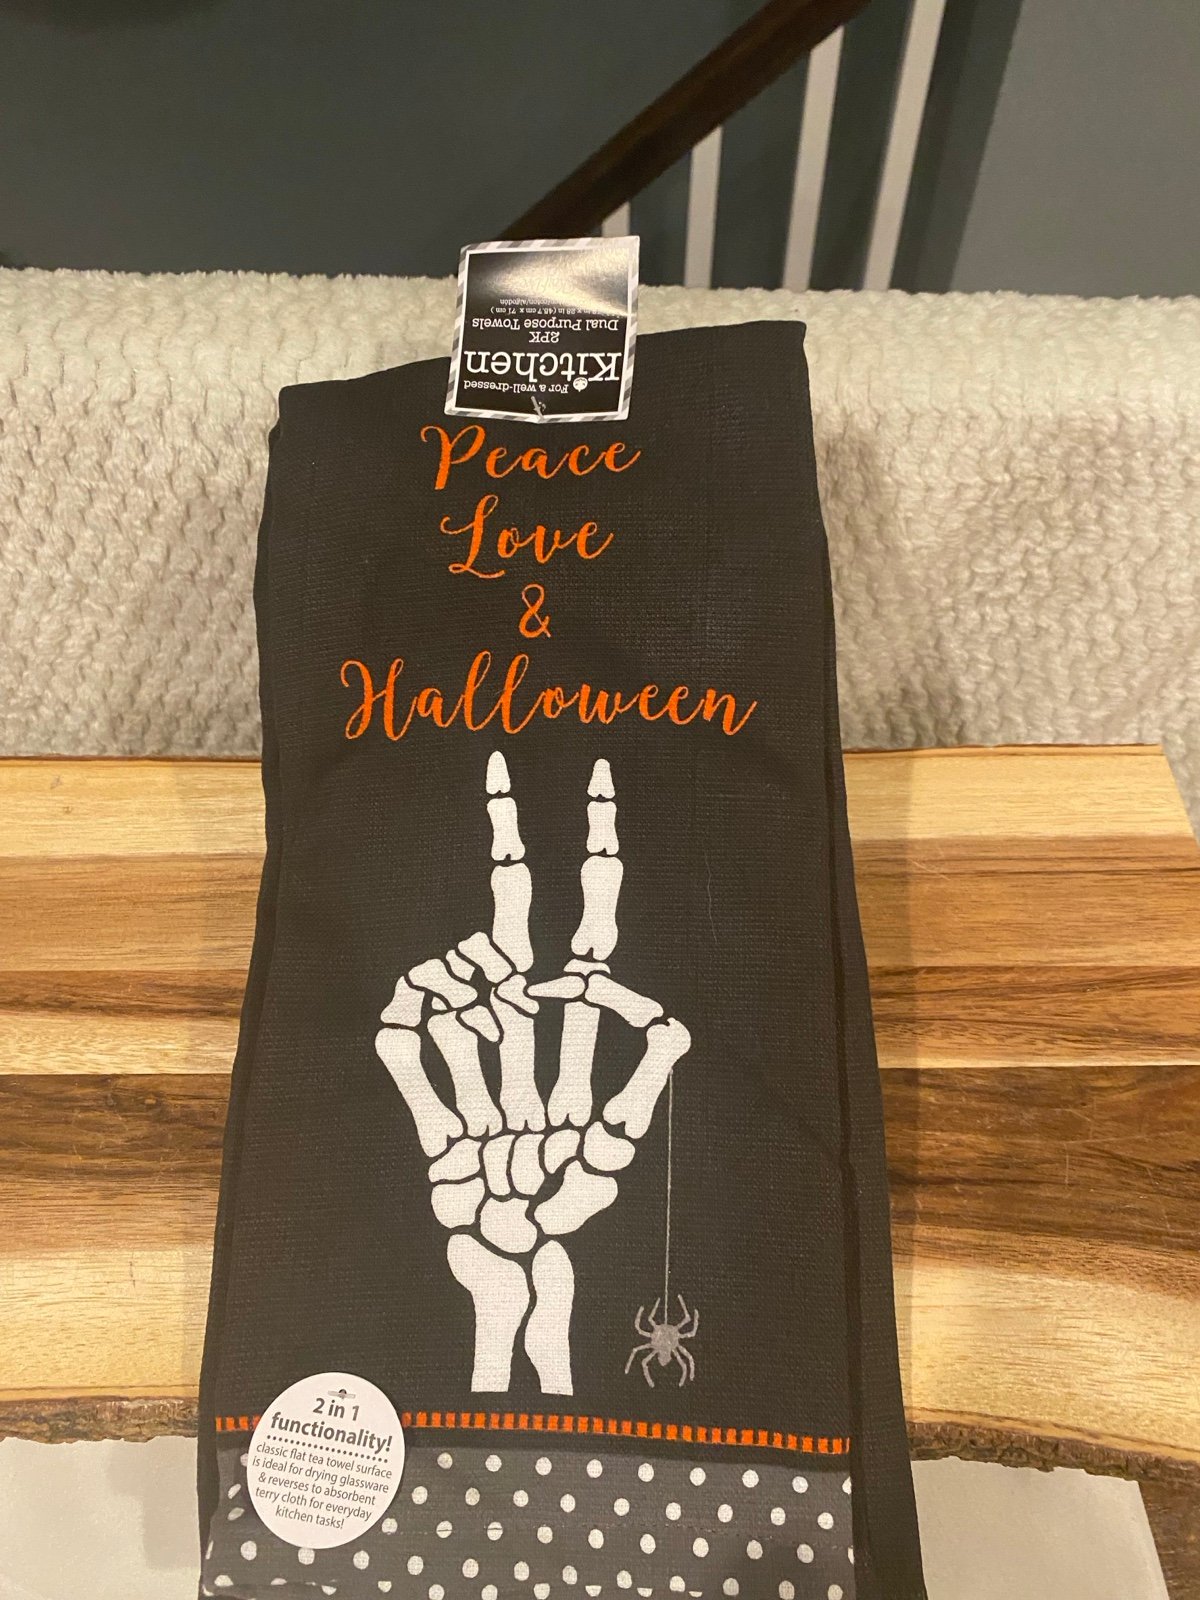 For a well-dressed
Kitchen
2PK
Dual Purpose Towels
Peace
Love
&
Halloween
2 in 1
functionality!
classic flat tea towel surface
is ideal for drying glassware
& reverses to absorbent
terry cloth for everyday
kitchen tasks!